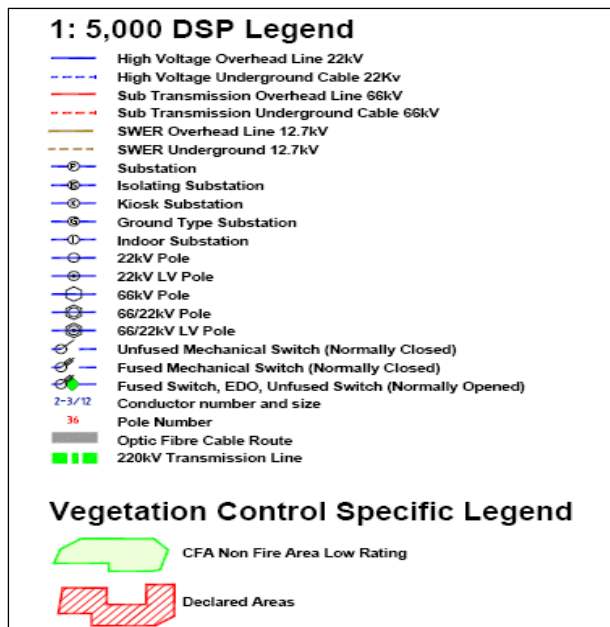 1: 5,000 DSP Legend
High Voltage Overhead Line 22kV
High Voltage Underground Cable 22Kv
Sub Transmission Overhead Line 66kV
Sub Transmission Underground Cable 66kV
SWER Overhead Line 12.7kV
SWER Underground 12.7kV
P Substation
Isolating Substation
K Kiosk Substation
G Ground Type Substation
I Indoor Substation
22kV Pole
22kV LV Pole
66kV Pole
66/22kV Pole
66/22kV LV Pole
Unfused Mechanical Switch (Normally Closed)
Fused Mechanical Switch (Normally Closed)
Fused Switch, EDO, Unfused Switch (Normally Opened)
2-3/12 Conductor number and size
36 Pole Number
Optic Fibre Cable Route
220kV Transmission Line
Vegetation Control Specific Legend
CFA Non Fire Area Low Rating
Declared Areas